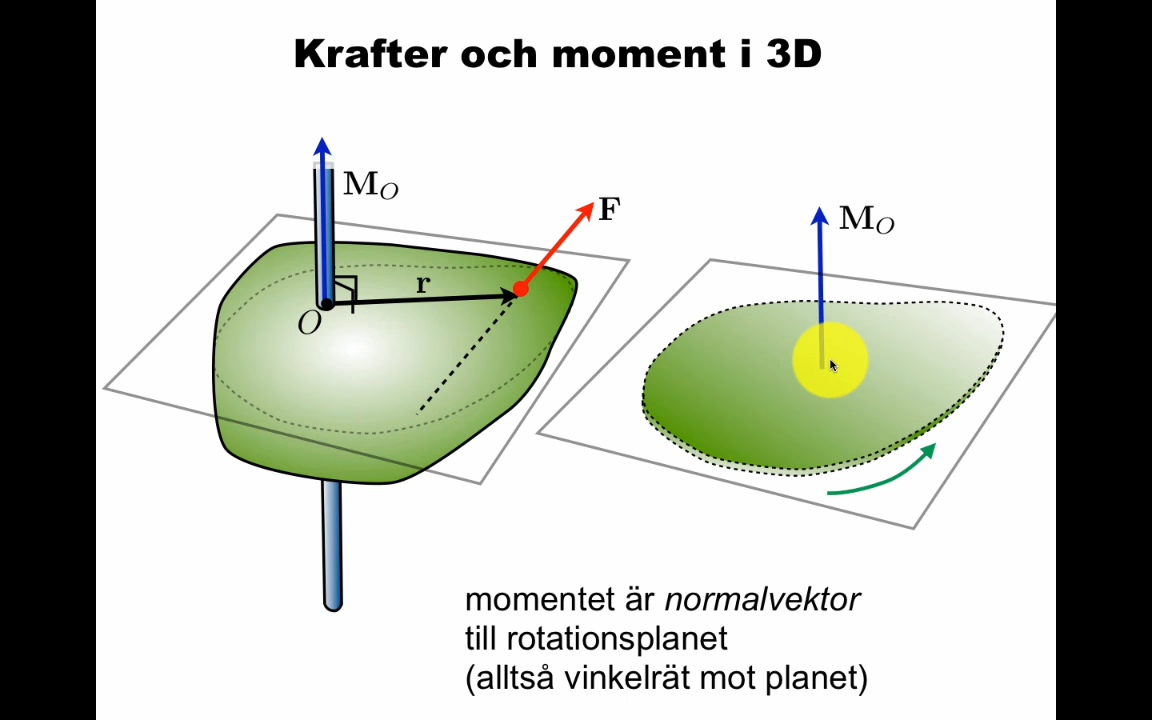 Krafter och moment i 3D
M_O
F
r
O
M_O
momentet är normalvektor
till rotationsplanet
(alltså vinkelrät mot planet)